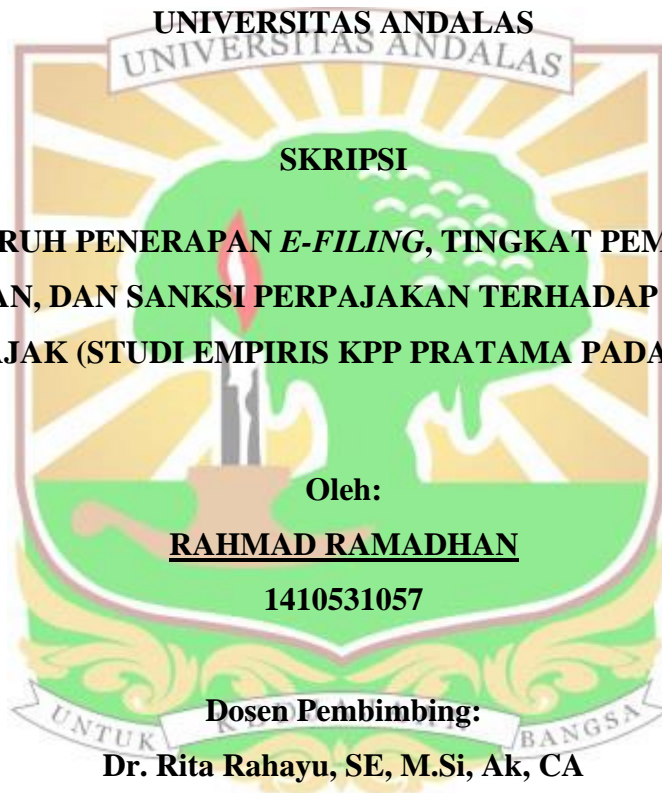 UNIVERSITAS ANDALAS
UNIVERSITAS ANDALAS
SKRIPSI
RUH PENERAPAN E-FILING, TINGKAT PEM
AN, DAN SANKSI PERPAJAKAN TERHADAP
AJAK (STUDI EMPIRIS KPP PRATAMA PADA
Oleh:
RAHMAD RAMADHAN
1410531057
Dosen Pembimbing:
UNTUK BANGSA
Dr. Rita Rahayu, SE, M.Si, Ak, CA